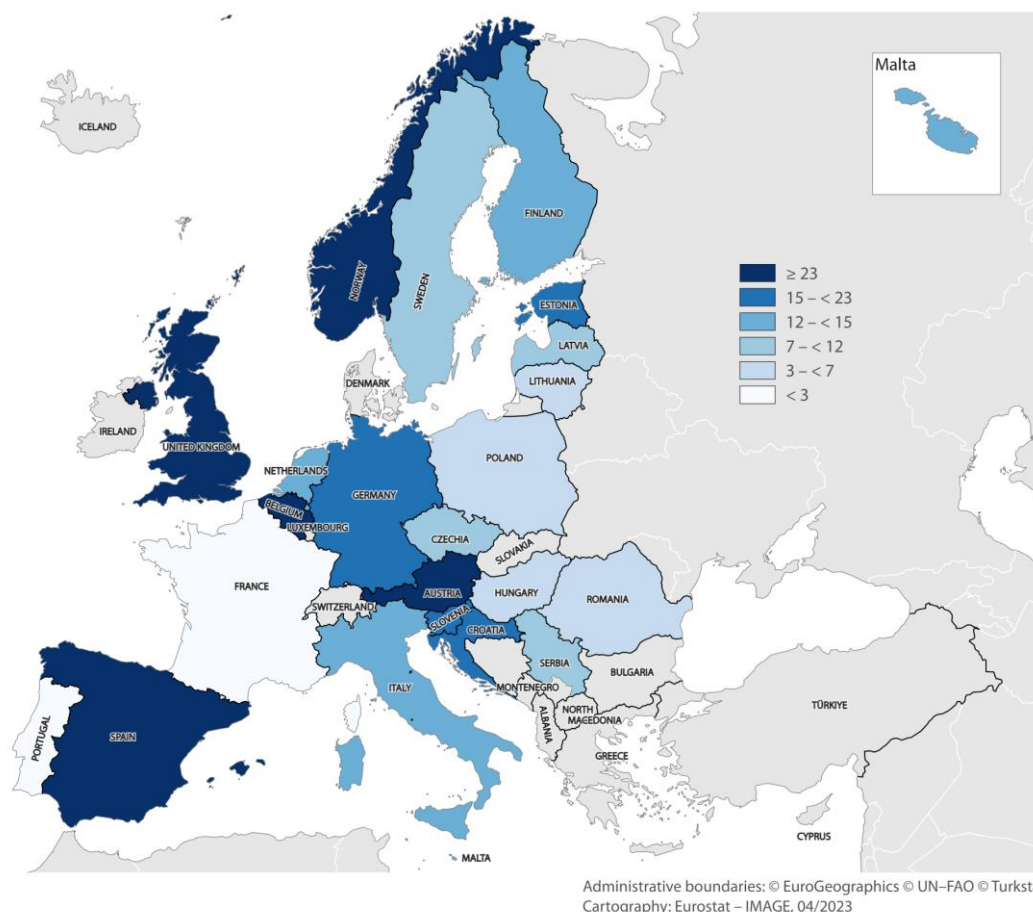 Malta
ICELAND
FINLAND
NORWAY
SWEDEN
≥ 23
15 – < 23
12 – < 15
7 – < 12
3 – < 7
< 3
ESTONIA
LATVIA
LITHUANIA
DENMARK
IRELAND
UNITED KINGDOM
NETHERLANDS
POLAND
GERMANY
BELGIUM
LUXEMBOURG
CZECHIA
SLOVAKIA
FRANCE
AUSTRIA
HUNGARY
SWITZERLAND
ROMANIA
SLOVENIA
CROATIA
SERBIA
ITALY
BULGARIA
MONTENEGRO
PORTUGAL
SPAIN
ALBANIA
NORTH
MACEDONIA
TÜRKIYE
GREECE
CYPRUS
MALTA
Administrative boundaries: © EuroGeographics © UN–FAO © Turkst
Cartography: Eurostat – IMAGE, 04/2023